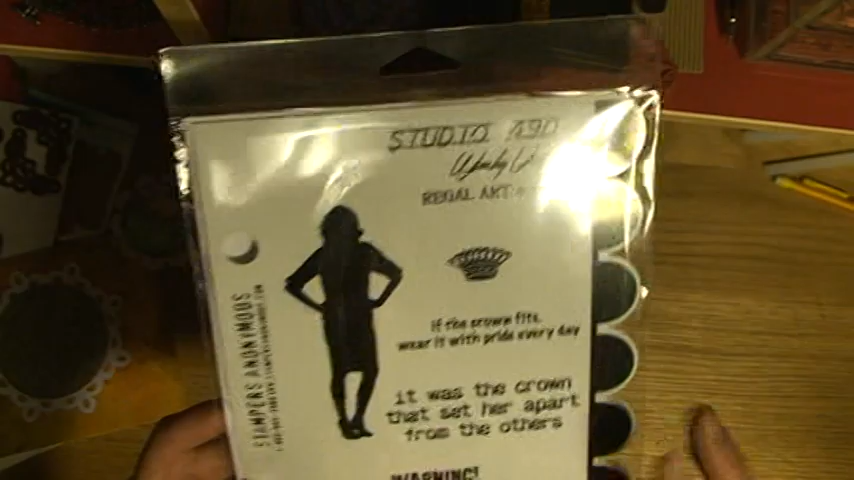 STUDIO 490
REGAL ART
if the crown fits,
wear it with pride every day
it was the crown
that set her apart
from the others
WARNING!
STAMPERS ANONYMOUS